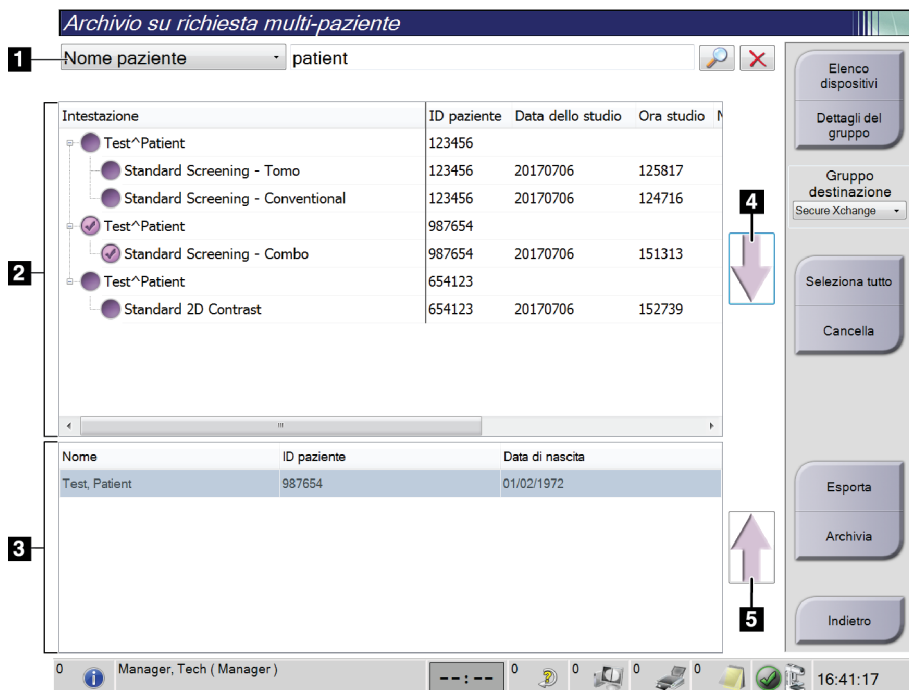 Archivio su richiesta multi-paziente
1
Nome paziente
patient
Elenco dispositivi
Dettagli del gruppo
Gruppo destinazione
Secure Xchange
Seleziona tutto
Cancella
Esporta
Archivia
Indietro
2
Intestazione ID paziente Data dello studio Ora studio
Test^Patient 123456
Standard Screening - Tomo 123456 20170706 125817
Standard Screening - Conventional 123456 20170706 124716
Test^Patient 987654
Standard Screening - Combo 987654 20170706 151313
Test^Patient 654123
Standard 2D Contrast 654123 20170706 152739
4
3
Nome ID paziente Data di nascita
Test, Patient 987654 01/02/1972
5
0 Manager, Tech ( Manager ) --:-- 0 0 0 0 16:41:17